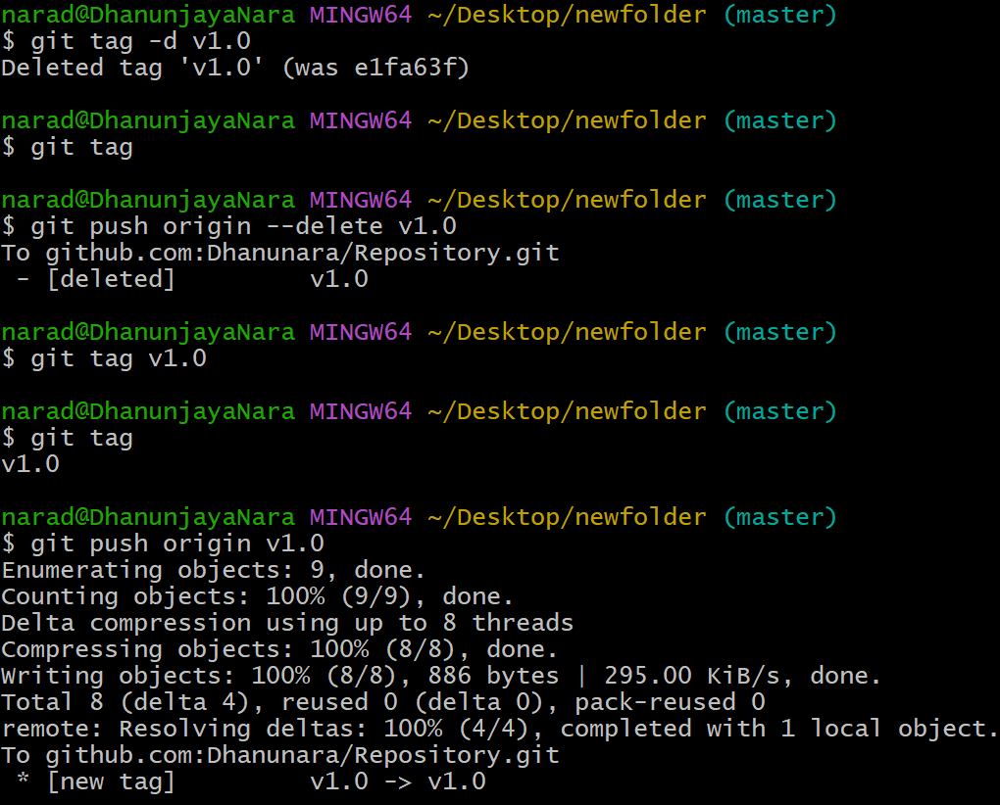 narad@DhanunjayaNara MINGW64 ~/Desktop/newfolder (master)
$ git tag -d v1.0
Deleted tag 'v1.0' (was e1fa63f)
narad@DhanunjayaNara MINGW64 ~/Desktop/newfolder (master)
$ git tag
narad@DhanunjayaNara MINGW64 ~/Desktop/newfolder (master)
$ git push origin --delete v1.0
To github.com:Dhanunara/Repository.git
 - [deleted]         v1.0
narad@DhanunjayaNara MINGW64 ~/Desktop/newfolder (master)
$ git tag v1.0
narad@DhanunjayaNara MINGW64 ~/Desktop/newfolder (master)
$ git tag
v1.0
narad@DhanunjayaNara MINGW64 ~/Desktop/newfolder (master)
$ git push origin v1.0
Enumerating objects: 9, done.
Counting objects: 100% (9/9), done.
Delta compression using up to 8 threads
Compressing objects: 100% (8/8), done.
Writing objects: 100% (8/8), 886 bytes | 295.00 KiB/s, done.
Total 8 (delta 4), reused 0 (delta 0), pack-reused 0
remote: Resolving deltas: 100% (4/4), completed with 1 local object.
To github.com:Dhanunara/Repository.git
 * [new tag]         v1.0 -> v1.0